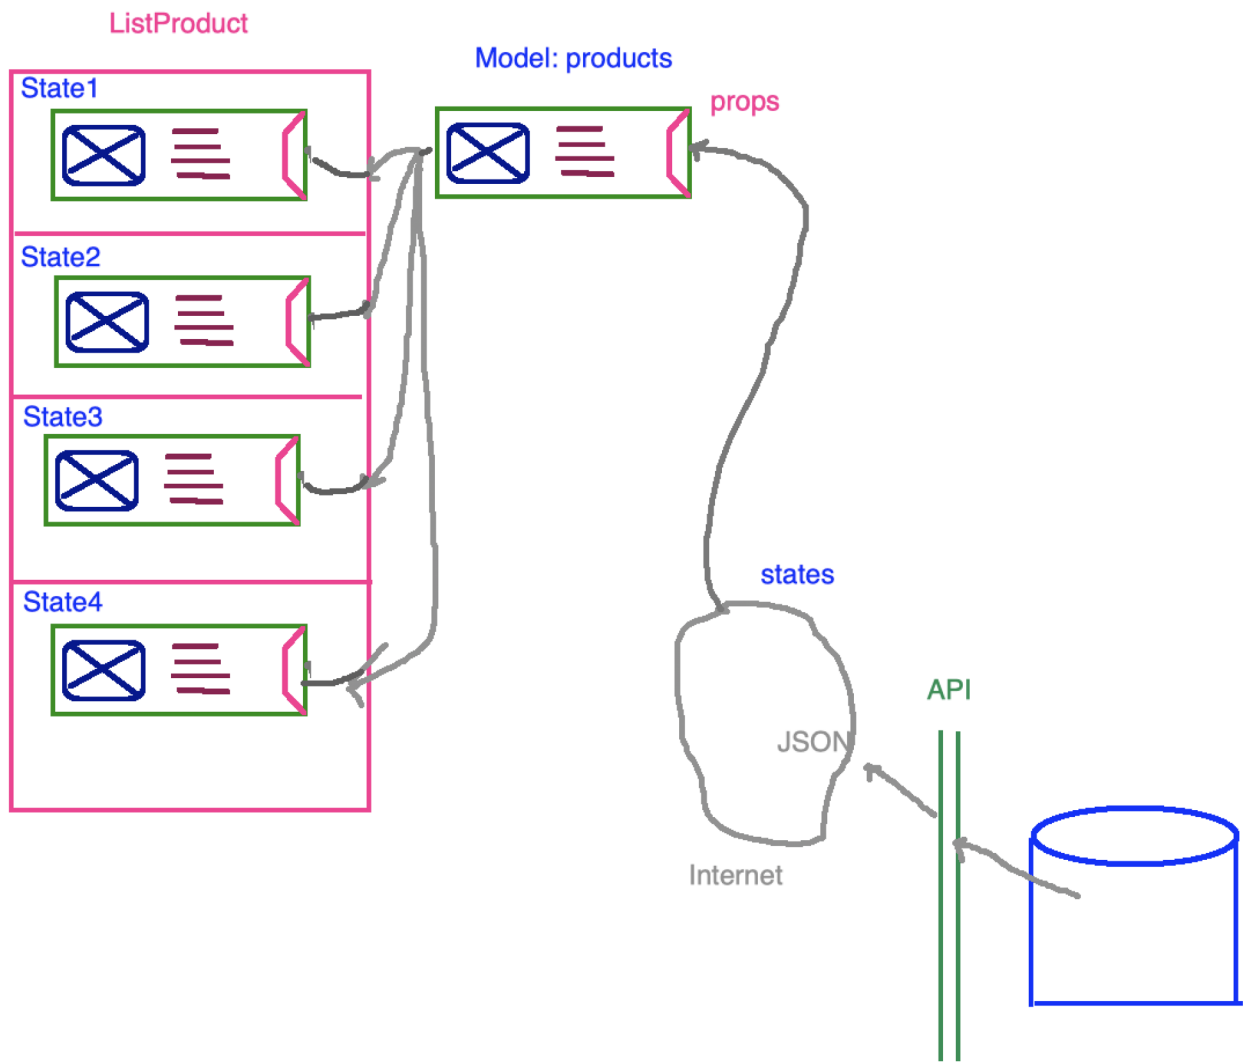 ListProduct
Model: products
props
State1
State2
State3
State4
states
JSON
Internet
API